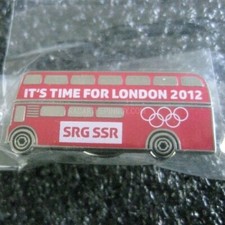 IT'S TIME FOR LONDON 2012
SRG SSR